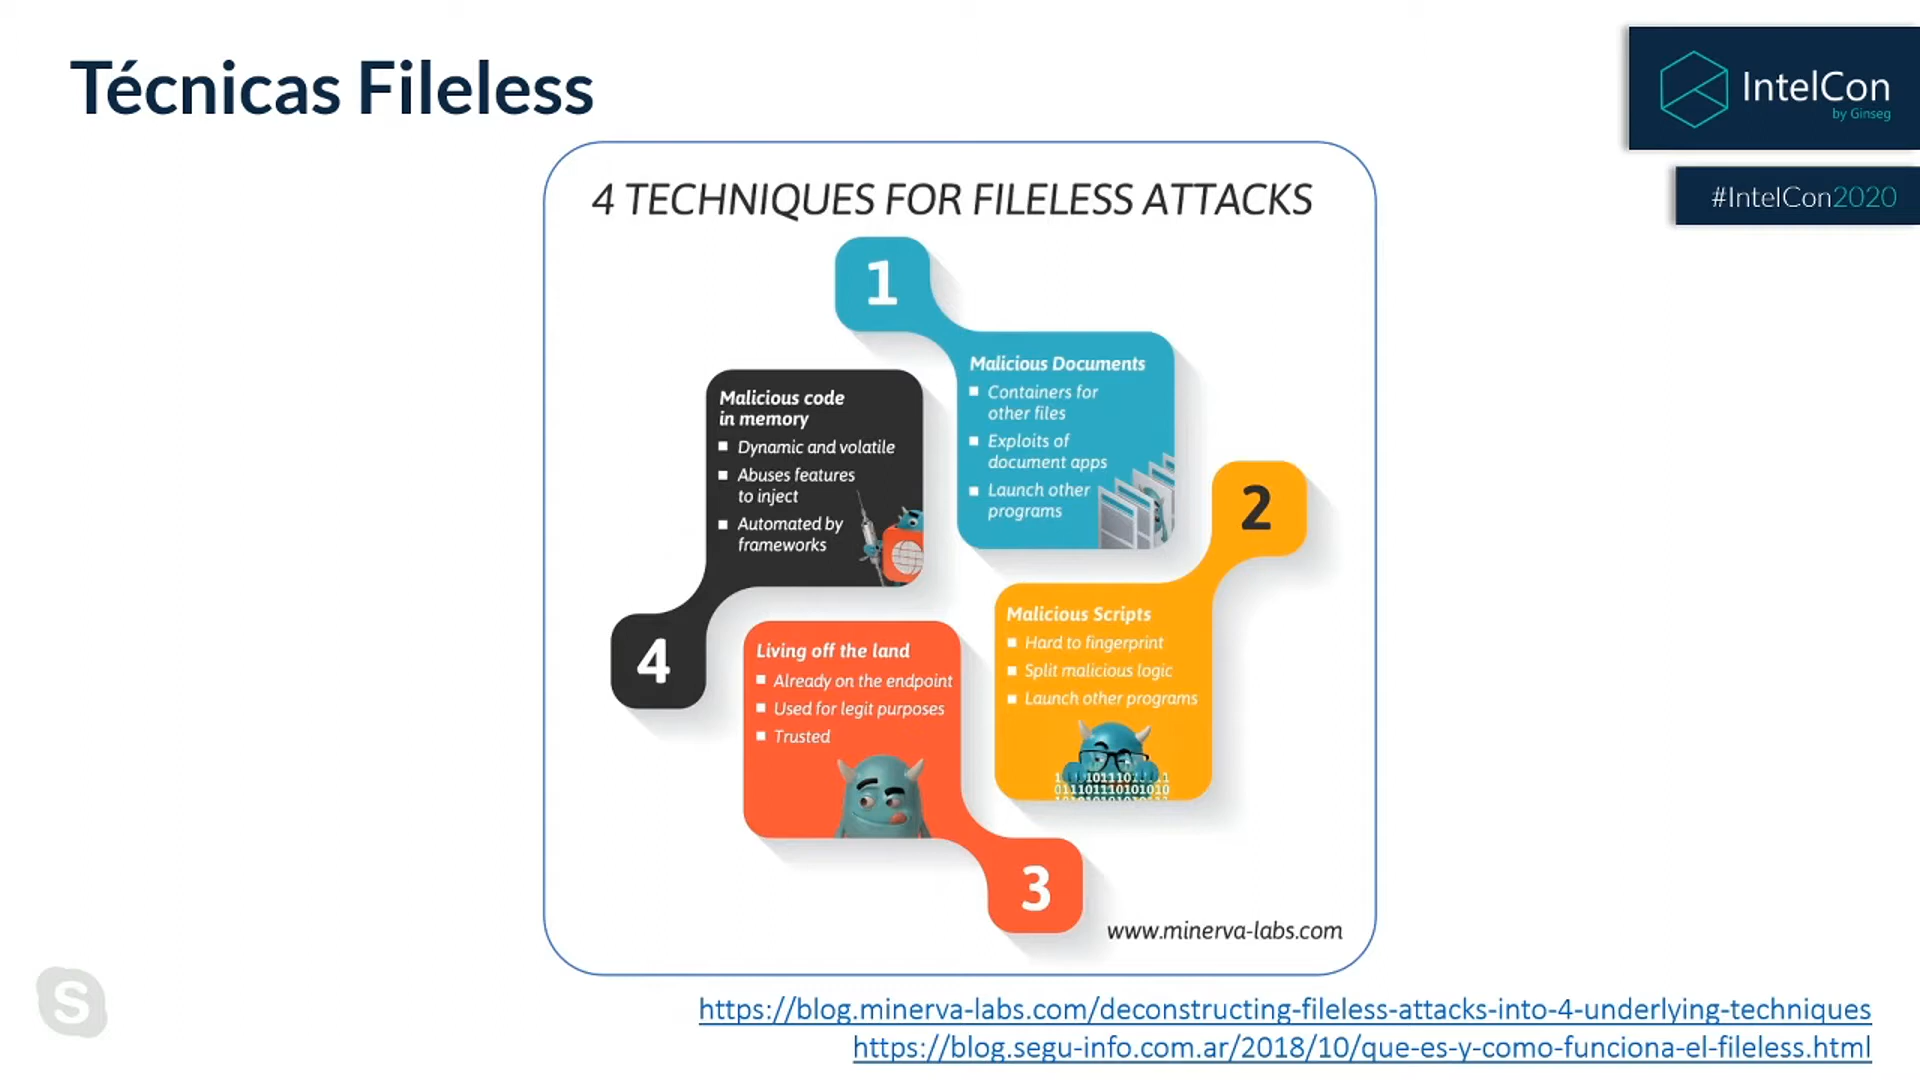 Técnicas Fileless
IntelCon
by Ginseg
#IntelCon2020
4 TECHNIQUES FOR FILELESS ATTACKS
1
Malicious Documents
Containers for
other files
Exploits of
document apps
Launch other
programs
2
Malicious Scripts
Hard to fingerprint
Split malicious logic
Launch other programs
011101110101010
3
Living off the land
Already on the endpoint
Used for legit purposes
Trusted
4
Malicious code
in memory
Dynamic and volatile
Abuses features
to inject
Automated by
frameworks
www.minerva-labs.com
S
https://blog.minerva-labs.com/deconstructing-fileless-attacks-into-4-underlying-techniques
https://blog.segu-info.com.ar/2018/10/que-es-y-como-funciona-el-fileless.html